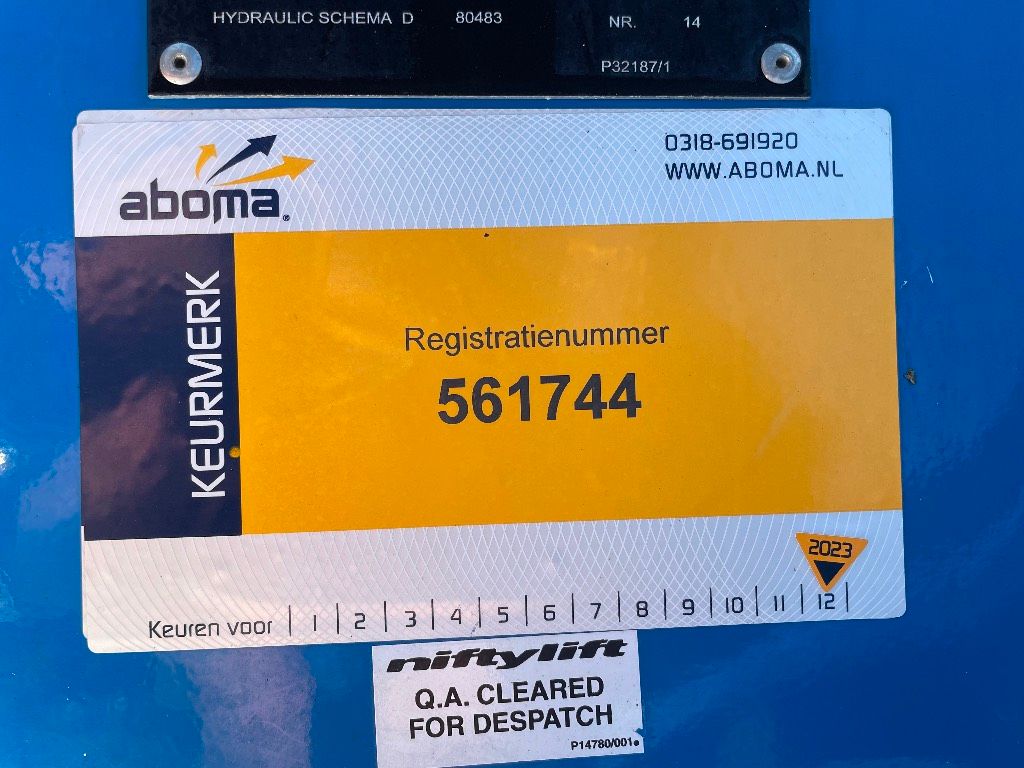 HYDRAULIC SCHEMA D 80483 NR. 14
P32187/1
aboma®
0318-691920
WWW.ABOMA.NL
KEURMERK
Registratienummer
561744
2023
Keuren voor | 1 | 2 | 3 | 4 | 5 | 6 | 7 | 8 | 9 | 10 | 11 | 12 |
niftylift
Q.A. CLEARED
FOR DESPATCH
P14780/001